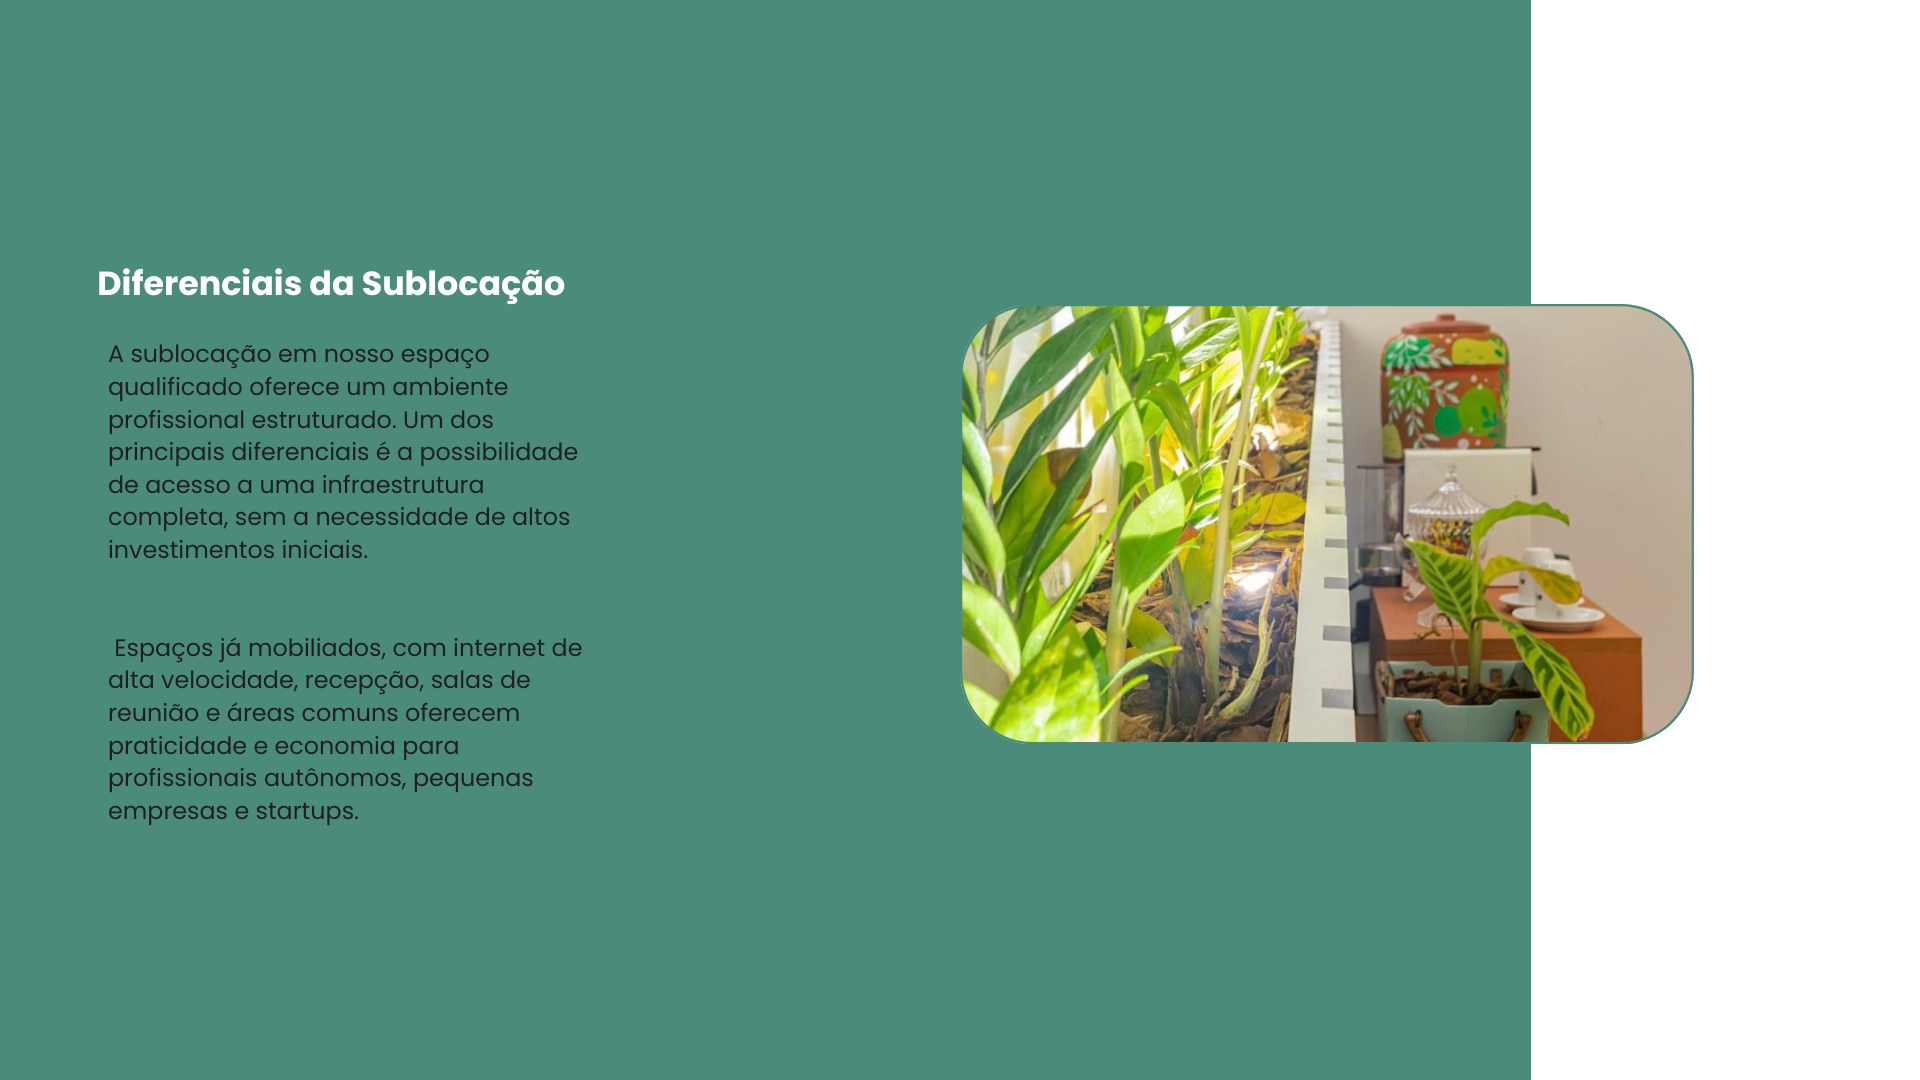 Diferenciais da Sublocação
A sublocação em nosso espaço
qualificado oferece um ambiente
profissional estruturado. Um dos
principais diferenciais é a possibilidade
de acesso a uma infraestrutura
completa, sem a necessidade de altos
investimentos iniciais.
Espaços já mobiliados, com internet de
alta velocidade, recepção, salas de
reunião e áreas comuns oferecem
praticidade e economia para
profissionais autônomos, pequenas
empresas e startups.